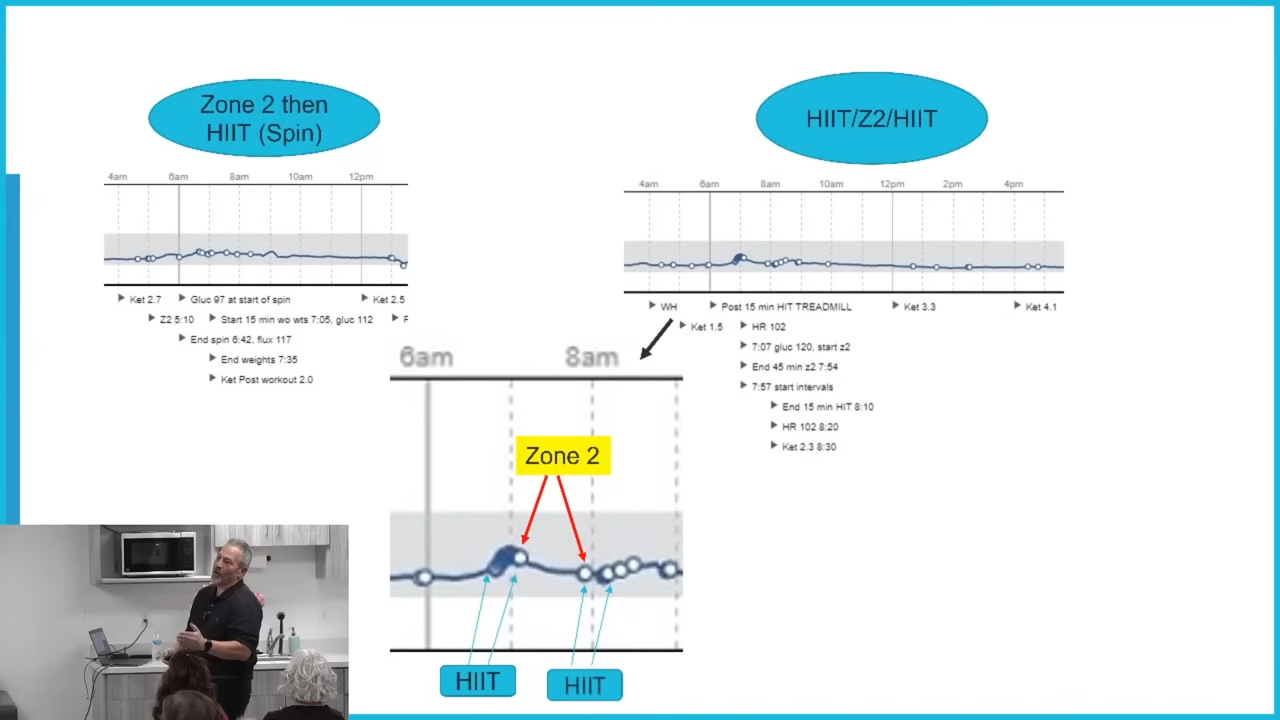 Zone 2 then
HIIT (Spin)
4am 6am 8am 10am 12pm
Ket 2.7
Gluc 97 at start of spin
Ket 2.5
Z2 5:10
Start 15 min wo wts 7:05, gluc 112
F
End spin 6:42, flux 117
End weights 7:35
Ket Post workout 2.0
HIIT/Z2/HIIT
4am 6am 8am 10am 12pm 2pm 4pm
WH
Post 15 min HIT TREADMILL
Ket 3.3
Ket 4.1
Ket 1.5
HR 102
7:07 gluc 120, start z2
End 45 min z2 7:54
7:57 start intervals
End 15 min HIT 8:10
HR 102 8:20
Ket 2.3 8:30
6am 8am
Zone 2
HIIT
HIIT